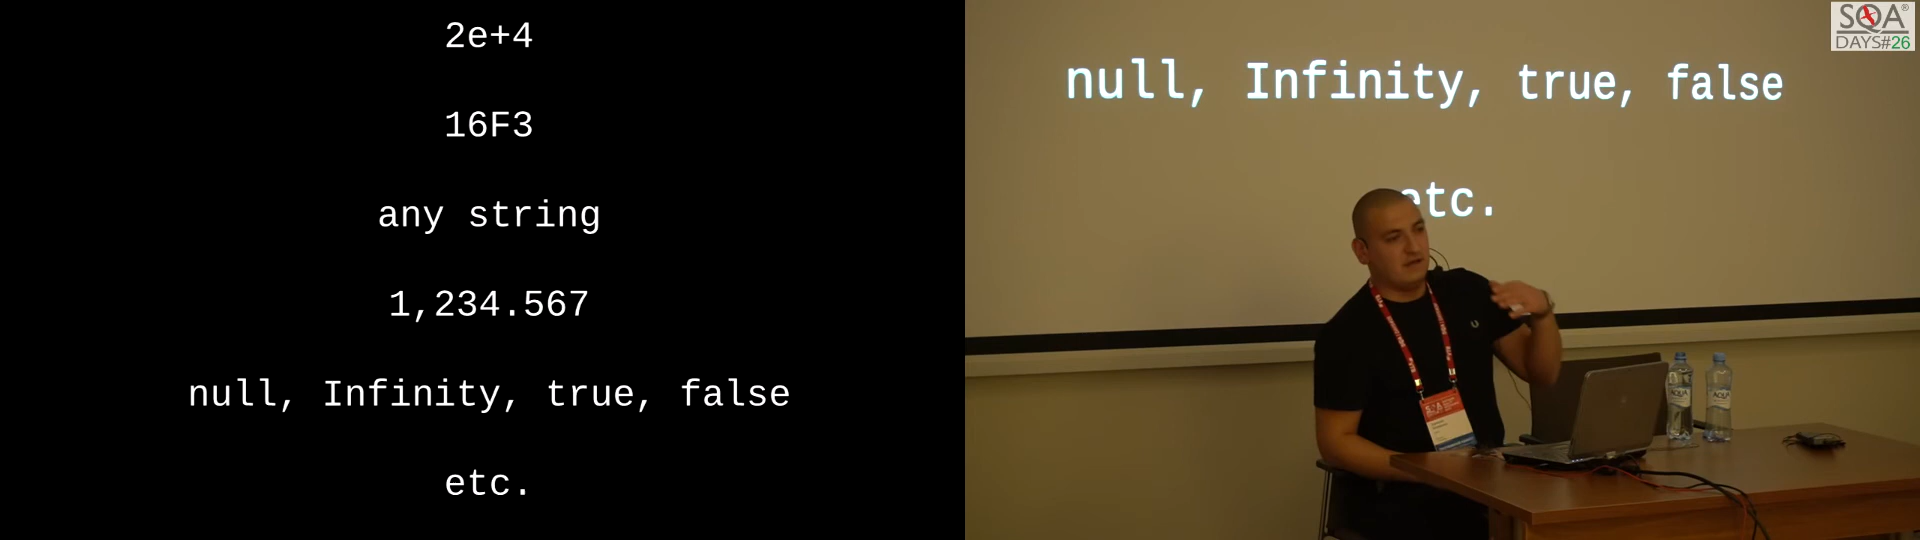 2e+4
16F3
any string
1,234.567
null, Infinity, true, false
etc.
null, Infinity, true, false
etc.
SQA®
DAYS#26
AQUA